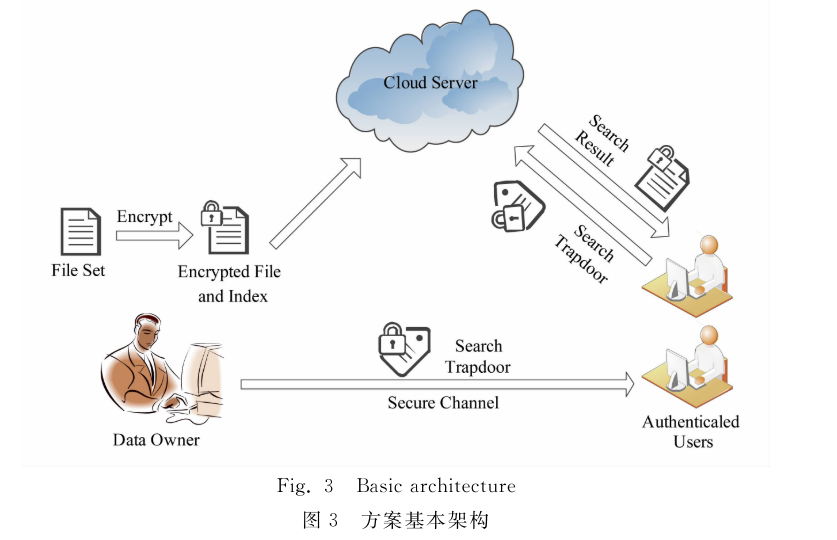 Cloud Server
Search
Result
Search
Trapdoor
Encrypt
File Set
Encrypted File
and Index
Search
Trapdoor
Secure Channel
Data Owner
Authenticaled
Users
Fig. 3 Basic architecture
图 3 方案基本架构